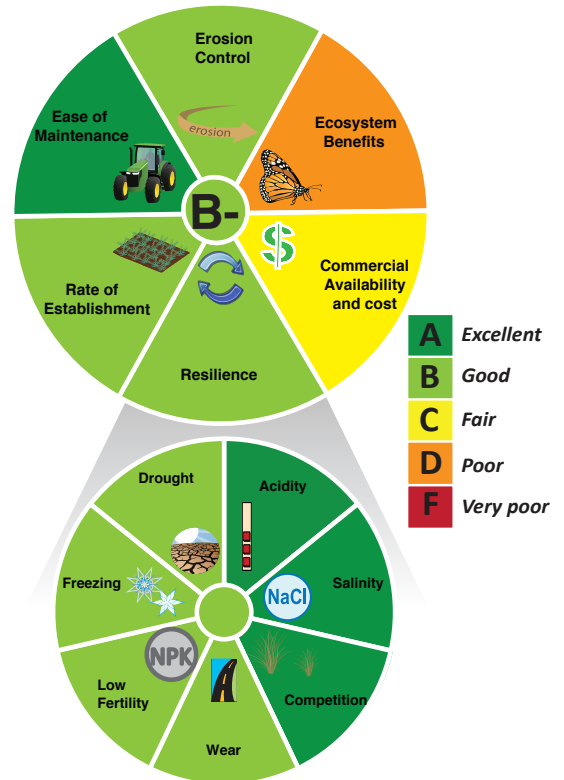 Erosion
Control
erosion
Ease of
Maintenance
Ecosystem
Benefits
B-
$
Rate of
Establishment
Commercial
Availability
and cost
Resilience
A Excellent
B Good
C Fair
D Poor
F Very poor
Drought
Acidity
Freezing
NaCl
Salinity
NPK
Low
Fertility
Competition
Wear